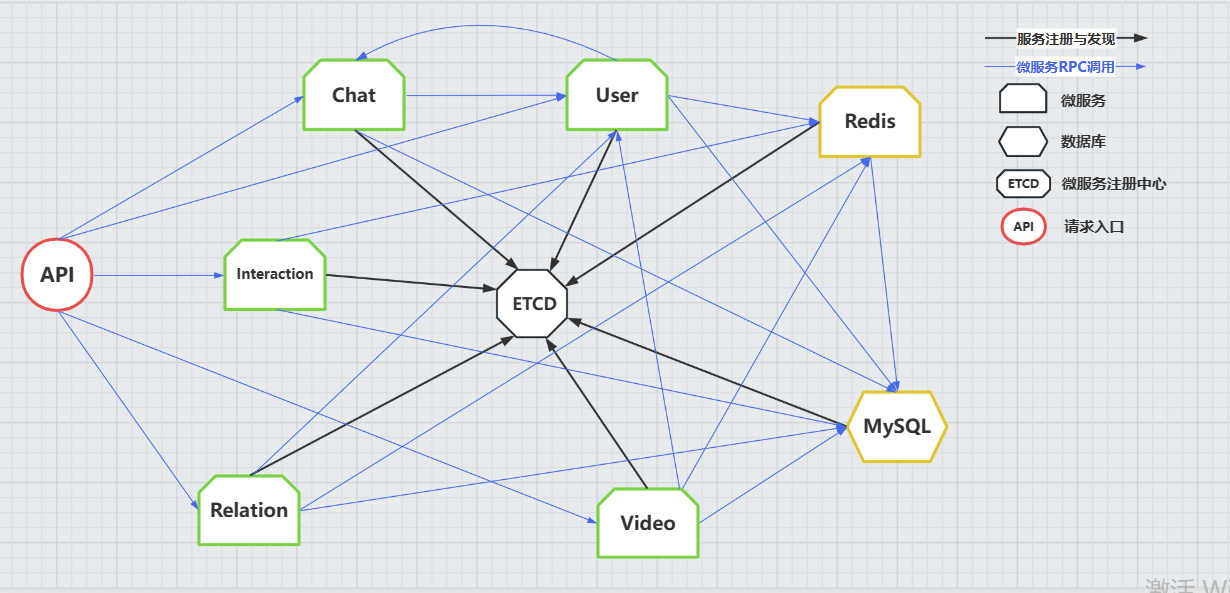 服务注册与发现
微服务RPC调用
Chat
User
Redis
微服务
数据库
ETCD
微服务注册中心
API
请求入口
API
Interaction
ETCD
MySQL
Relation
Video
激活 Wi